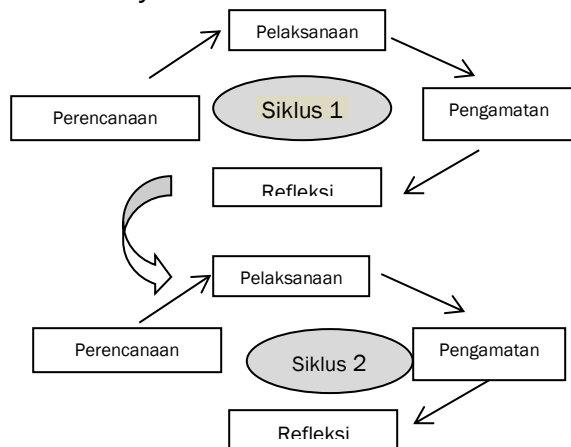 Pelaksanaan
Perencanaan
Siklus 1
Pengamatan
Refleksi
Pelaksanaan
Perencanaan
Siklus 2
Pengamatan
Refleksi